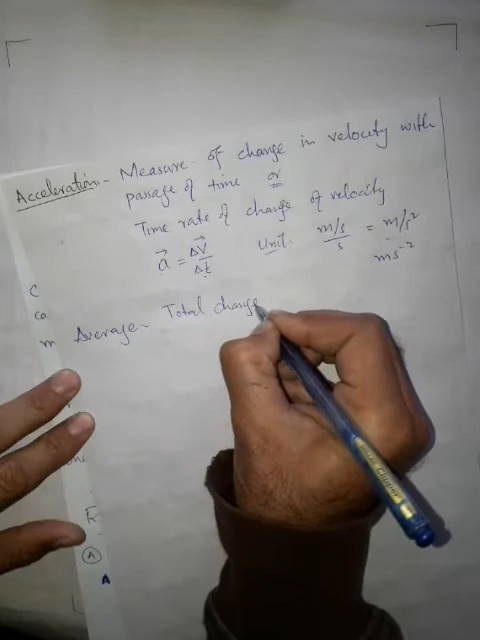 Acceleration:- Measure of change in velocity with
passage of time or
Time rate of change of velocity
a⃗ = ΔV⃗/Δt Unit:- m/s/s = m/s²
ms⁻²
C
co
m Average- Total change
E
A
A